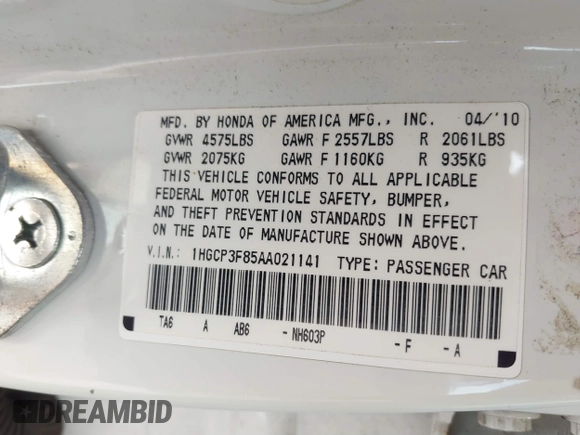 MFD. BY HONDA OF AMERICA MFG., INC. 04/'10
GVWR 4575LBS GAWR F 2557LBS R 2061LBS
GVWR 2075KG GAWR F 1160KG R 935KG
THIS VEHICLE CONFORMS TO ALL APPLICABLE
FEDERAL MOTOR VEHICLE SAFETY, BUMPER,
AND THEFT PREVENTION STANDARDS IN EFFECT
ON THE DATE OF MANUFACTURE SHOWN ABOVE.
V.I.N.: 1HGCP3F85AA021141 TYPE: PASSENGER CAR
TA6 A AB6 -NH603P -F -A
DREAMBID